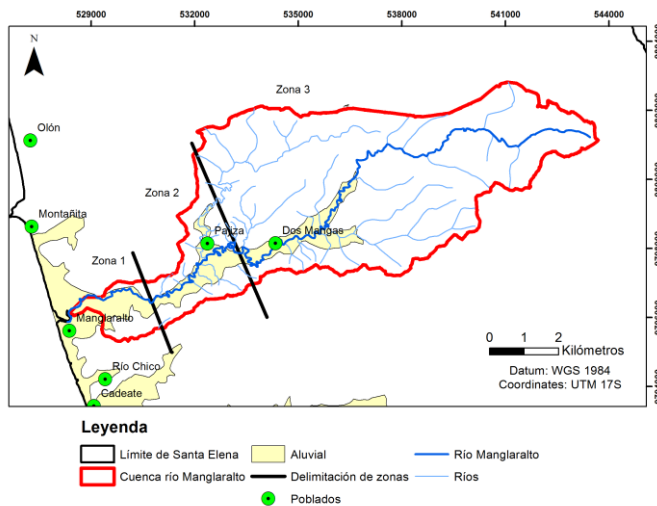 529000 532000 535000 538000 541000 544000
N
Zona 3
Olón
Zona 2
Montañita
Pajiza
Dos Mangas
Zona 1
Manglaralto
0 1 2
Kilómetros
Río Chico
Datum: WGS 1984
Cadeate
Coordinates: UTM 17S
Leyenda
Límite de Santa Elena
Aluvial
Río Manglaralto
Cuenca río Manglaralto
Delimitación de zonas
Ríos
Poblados